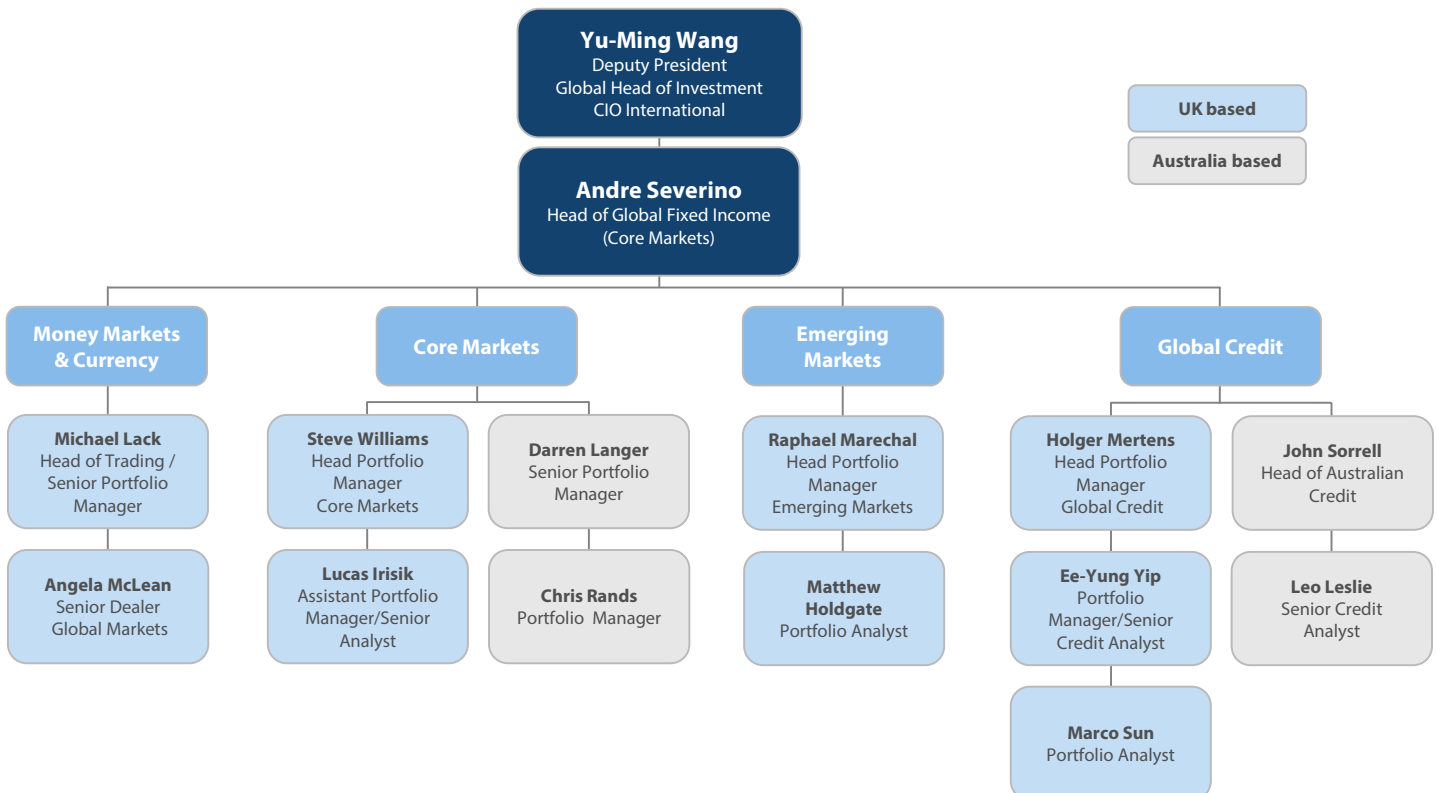 Yu-Ming Wang
Deputy President
Global Head of Investment
CIO International
UK based
Australia based
Andre Severino
Head of Global Fixed Income
(Core Markets)
Money Markets
& Currency
Core Markets
Emerging
Markets
Global Credit
Michael Lack
Head of Trading /
Senior Portfolio
Manager
Steve Williams
Head Portfolio
Manager
Core Markets
Darren Langer
Senior Portfolio
Manager
Raphael Marechal
Head Portfolio
Manager
Emerging Markets
Holger Mertens
Head Portfolio
Manager
Global Credit
John Sorrell
Head of Australian
Credit
Angela McLean
Senior Dealer
Global Markets
Lucas Irisik
Assistant Portfolio
Manager/Senior
Analyst
Chris Rands
Portfolio Manager
Matthew
Holdgate
Portfolio Analyst
Ee-Yung Yip
Portfolio
Manager/Senior
Credit Analyst
Leo Leslie
Senior Credit
Analyst
Marco Sun
Portfolio Analyst